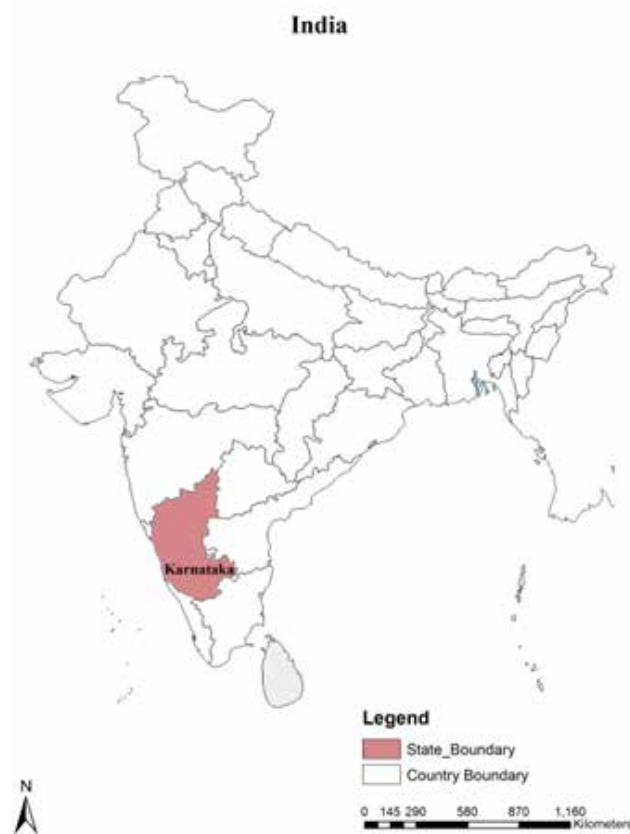 India
Karnataka
Legend
State_Boundary
Country Boundary
N
0 145 290 580 870 1,160
Kilometers